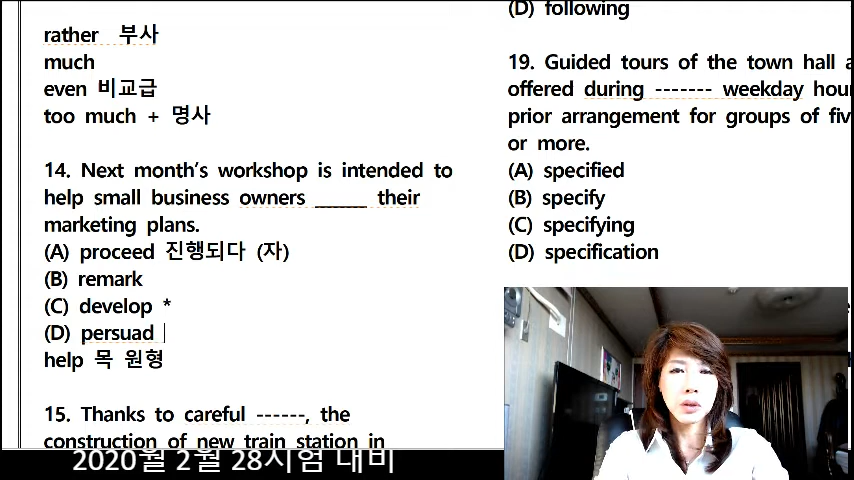 rather 부사
much
even 비교급
too much + 명사
14. Next month's workshop is intended to
help small business owners ______ their
marketing plans.
(A) proceed 진행되다 (자)
(B) remark
(C) develop *
(D) persuad
help 목 원형
15. Thanks to careful ------, the
construction of new train station in
(D) following
19. Guided tours of the town hall
offered during ------- weekday
prior arrangement for groups of
or more.
(A) specified
(B) specify
(C) specifying
(D) specification
2020월 2월 28시험 대비